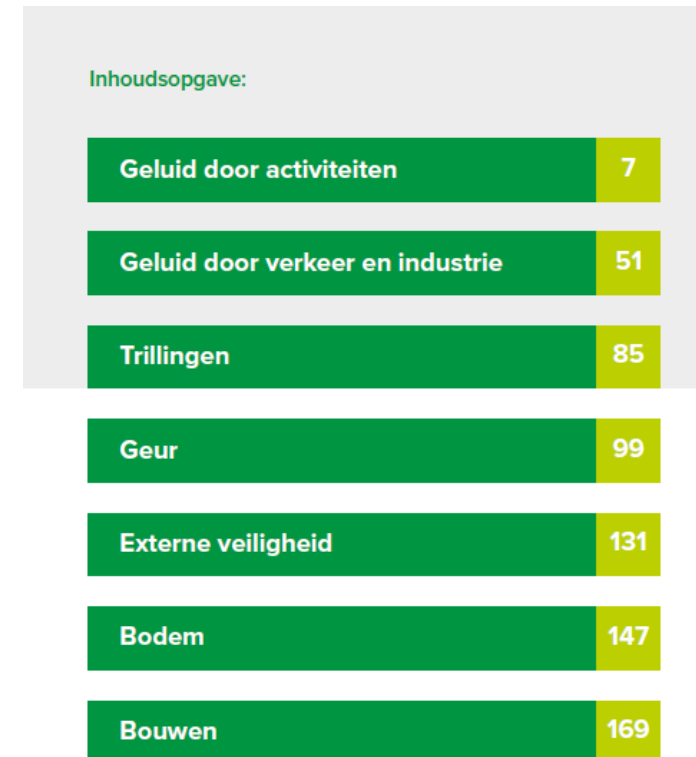 Inhoudsopgave:
Geluid door activiteiten 7
Geluid door verkeer en industrie 51
Trillingen 85
Geur 99
Externe veiligheid 131
Bodem 147
Bouwen 169